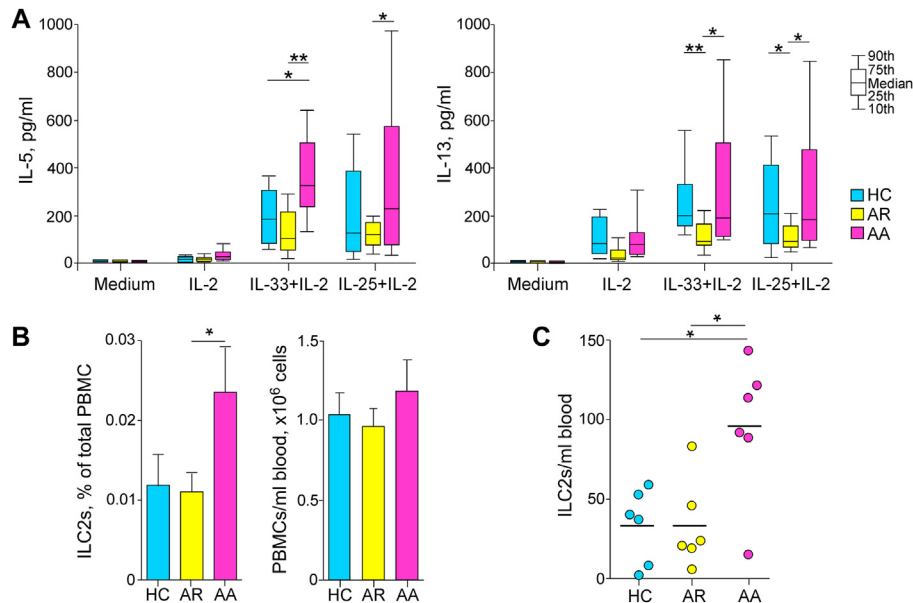 A
IL-5, pg/ml
1000
800
600
400
200
0
*
**
*
Medium
IL-2
IL-33+IL-2
IL-25+IL-2
IL-13, pg/ml
1000
800
600
400
200
0
**
*
*
*
Medium
IL-2
IL-33+IL-2
IL-25+IL-2
90th
75th
Median
25th
10th
HC
AR
AA
B
ILC2s, % of total PBMC
0.03
0.02
0.01
0
*
HC
AR
AA
PBMCs/ml blood, x10⁶ cells
1.5
1.0
0.5
0
HC
AR
AA
C
ILC2s/ml blood
150
100
50
0
*
*
HC
AR
AA